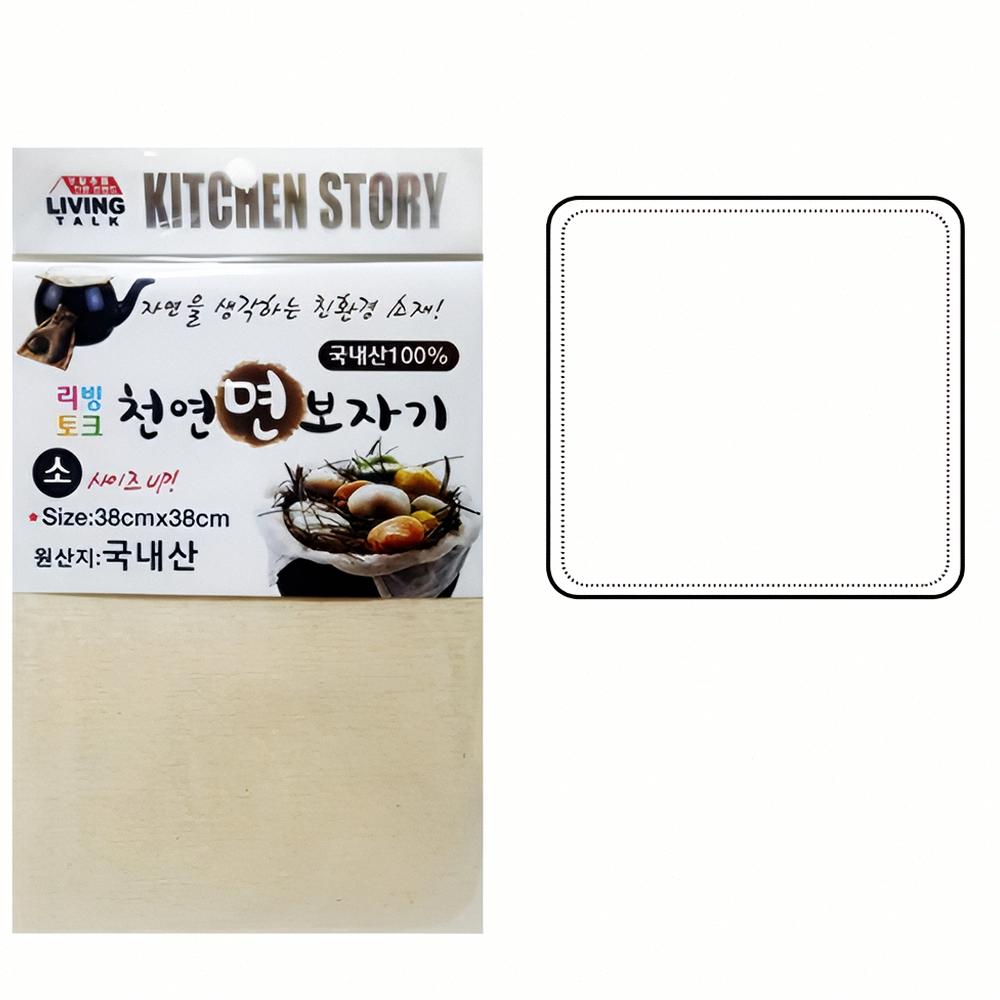 LIVING
TALK
KITCHEN STORY
자연을 생각하는 친환경 소재!
국내산100%
리빙
토크
천연면보자기
소 사이즈 UP!
Size:38cmx38cm
원산지:국내산